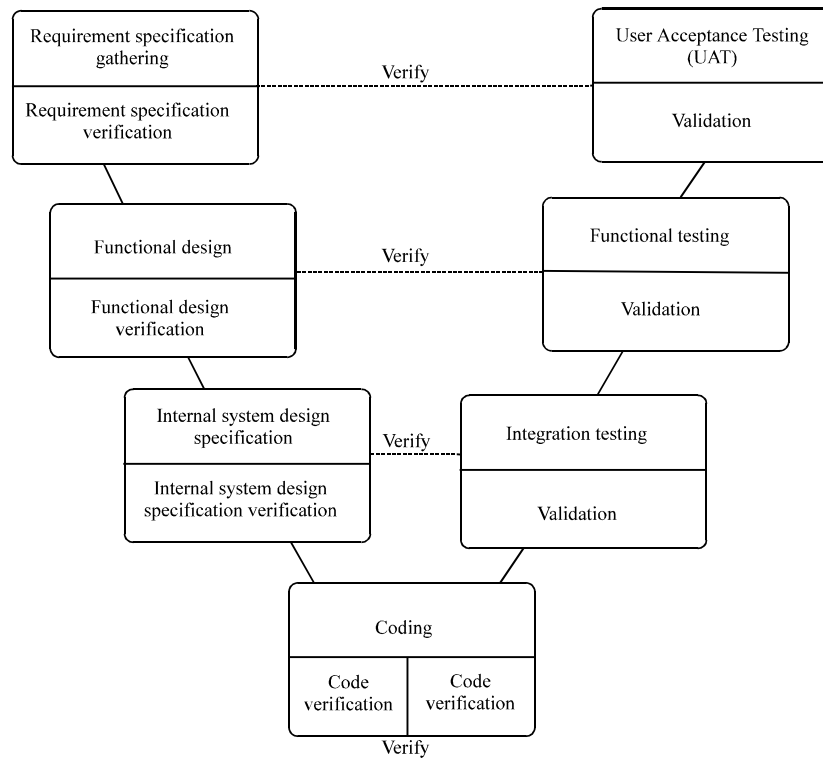 Requirement specification
gathering
Requirement specification
verification
Verify
User Acceptance Testing
(UAT)
Validation
Functional design
Functional design
verification
Verify
Functional testing
Validation
Internal system design
specification
Internal system design
specification verification
Verify
Integration testing
Validation
Coding
Code
verification
Code
verification
Verify